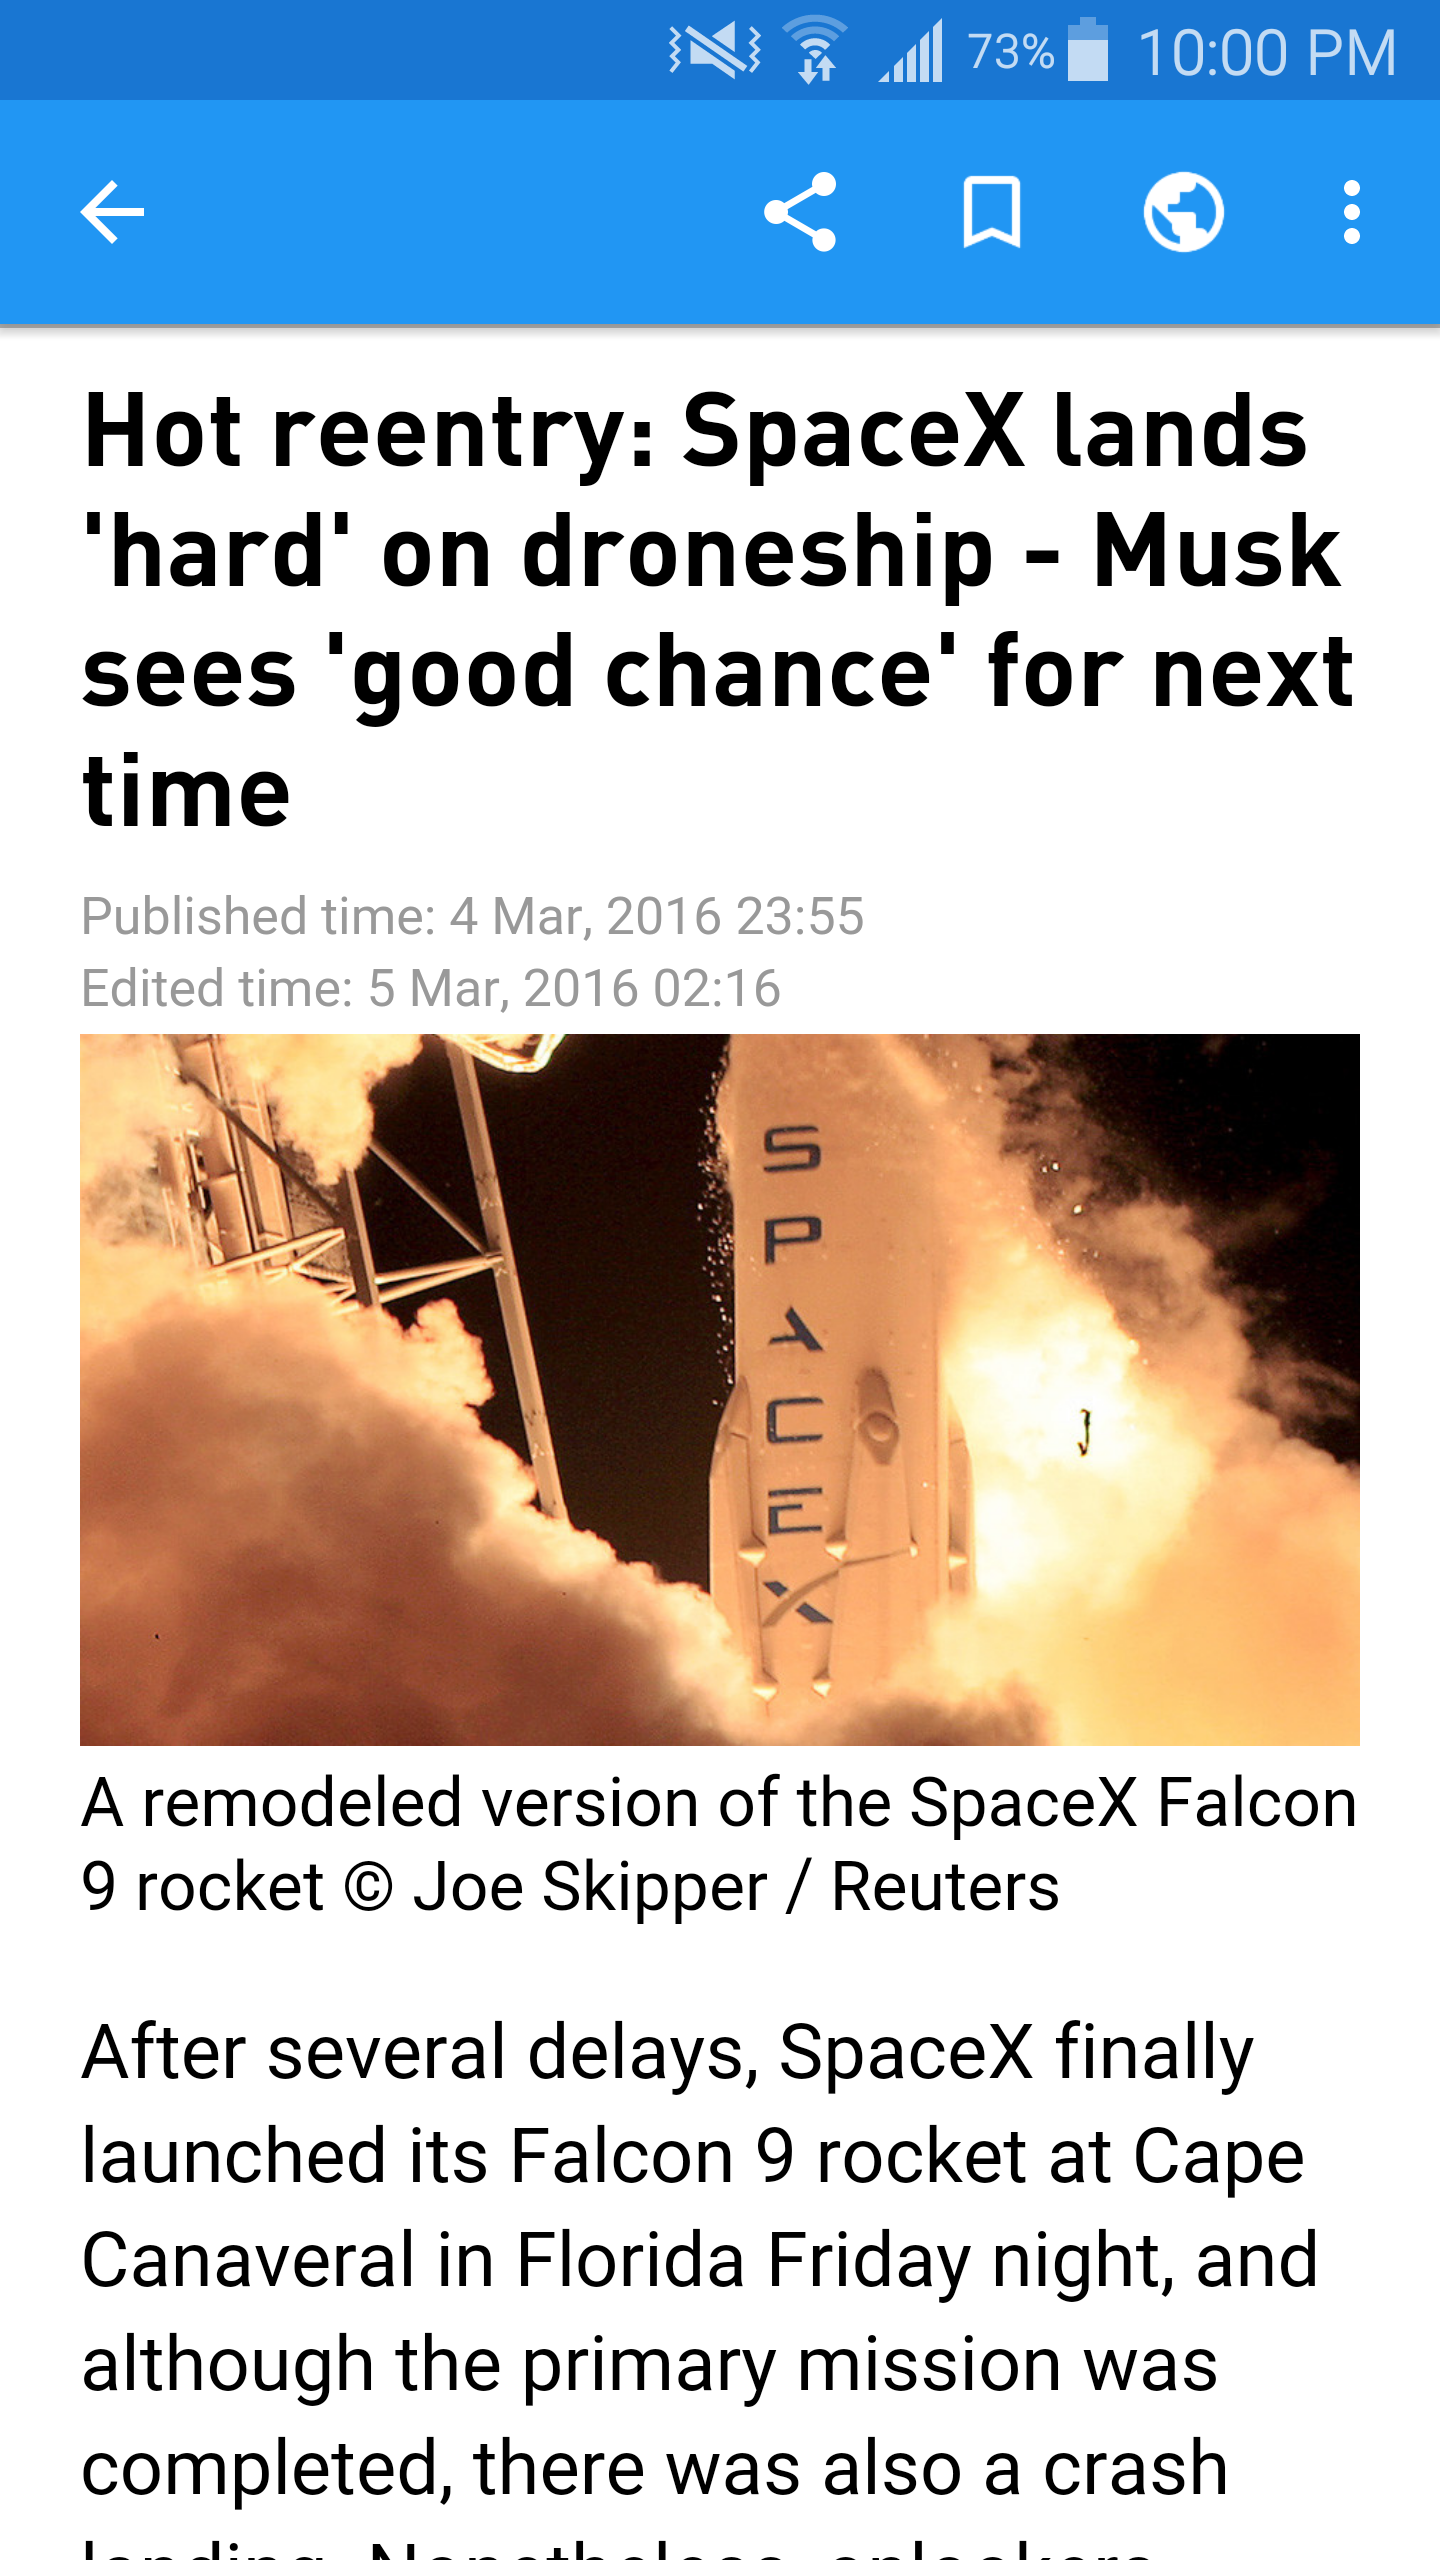 73% 10:00 PM
Hot reentry: SpaceX lands
'hard' on droneship - Musk
sees 'good chance' for next
time
Published time: 4 Mar, 2016 23:55
Edited time: 5 Mar, 2016 02:16
SPACEX
A remodeled version of the SpaceX Falcon
9 rocket © Joe Skipper / Reuters
After several delays, SpaceX finally
launched its Falcon 9 rocket at Cape
Canaveral in Florida Friday night, and
although the primary mission was
completed, there was also a crash
landing. Nonetheless, onlookers